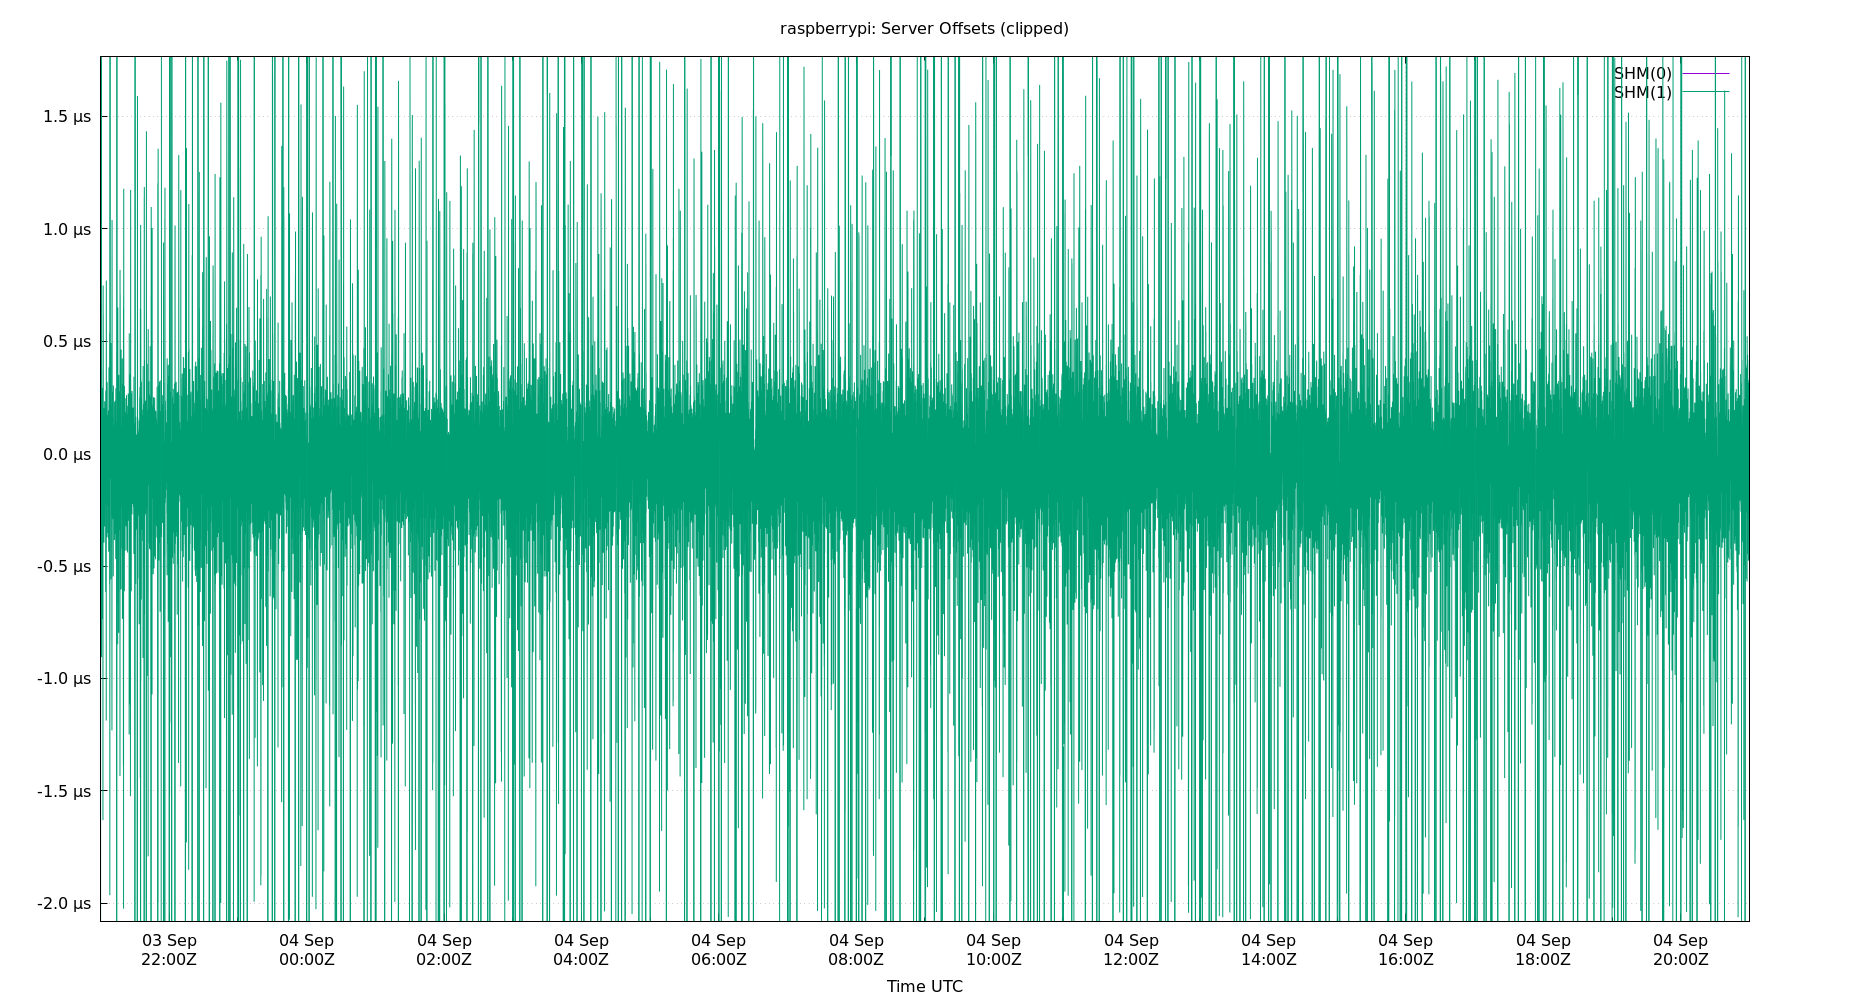 raspberrypi: Server Offsets (clipped)
SHM(0)
SHM(1)
1.5 µs
1.0 µs
0.5 µs
0.0 µs
-0.5 µs
-1.0 µs
-1.5 µs
-2.0 µs
03 Sep 04 Sep 04 Sep 04 Sep 04 Sep 04 Sep 04 Sep 04 Sep 04 Sep 04 Sep 04 Sep 04 Sep
22:00Z 00:00Z 02:00Z 04:00Z 06:00Z 08:00Z 10:00Z 12:00Z 14:00Z 16:00Z 18:00Z 20:00Z
Time UTC